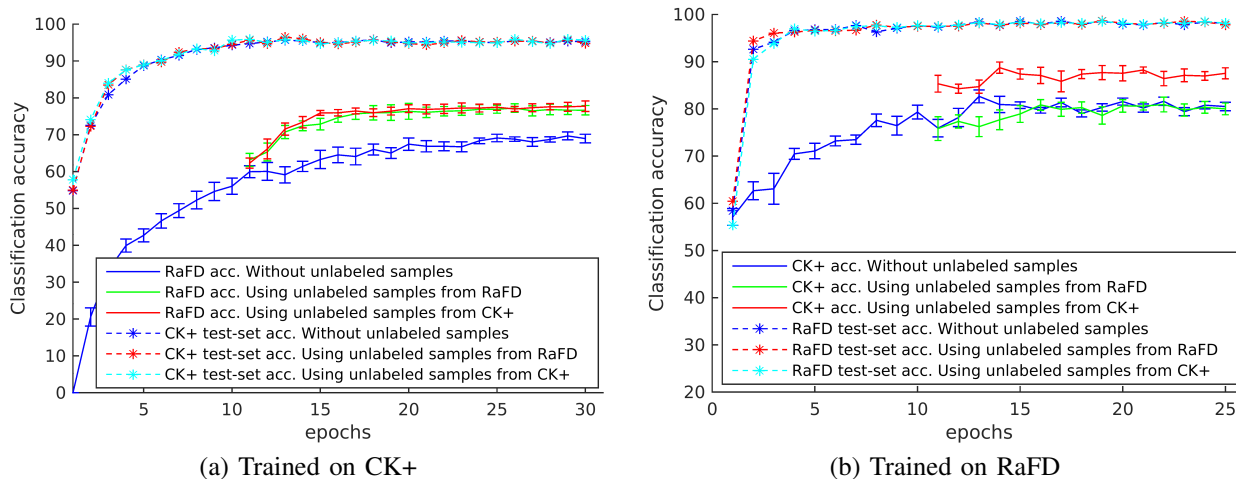 Classification accuracy
100
90
80
70
60
50
40
30
20
10
0
5
10
15
20
25
30
epochs
RaFD acc. Without unlabeled samples
RaFD acc. Using unlabeled samples from RaFD
RaFD acc. Using unlabeled samples from CK+
CK+ test-set acc. Without unlabeled samples
CK+ test-set acc. Using unlabeled samples from RaFD
CK+ test-set acc. Using unlabeled samples from CK+
(a) Trained on CK+
Classification accuracy
100
90
80
70
60
50
40
30
20
0
5
10
15
20
25
epochs
CK+ acc. Without unlabeled samples
CK+ acc. Using unlabeled samples from RaFD
CK+ acc. Using unlabeled samples from CK+
RaFD test-set acc. Without unlabeled samples
RaFD test-set acc. Using unlabeled samples from RaFD
RaFD test-set acc. Using unlabeled samples from CK+
(b) Trained on RaFD